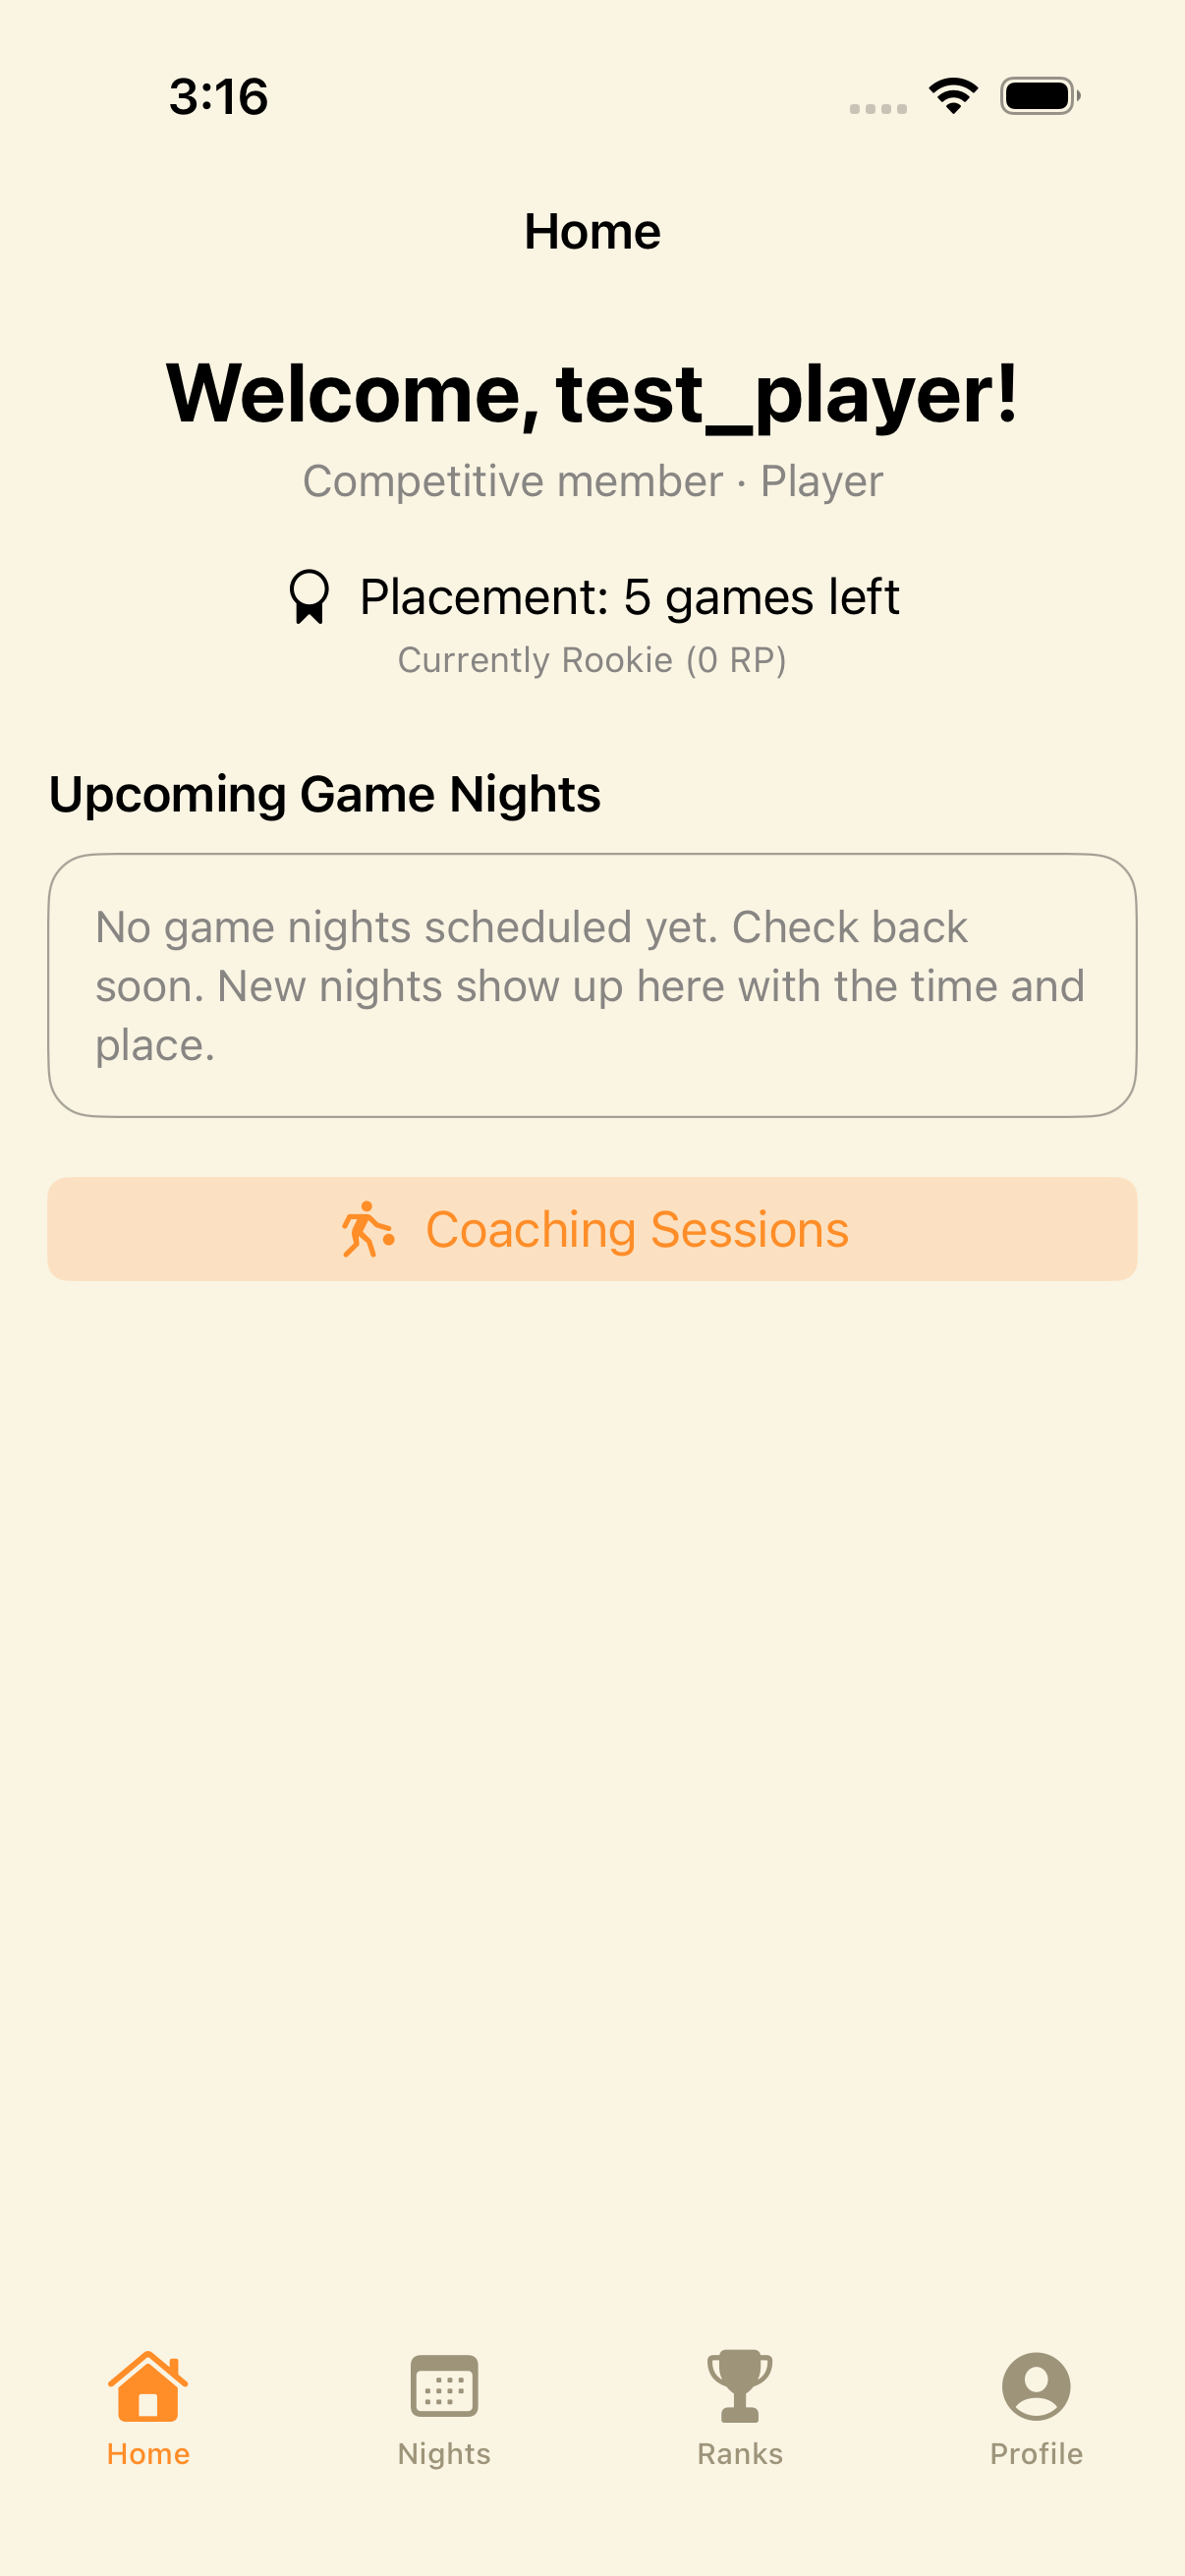 3:16
Home
Welcome, test_player!
Competitive member · Player
Placement: 5 games left
Currently Rookie (0 RP)
Upcoming Game Nights
No game nights scheduled yet. Check back
soon. New nights show up here with the time and
place.
Coaching Sessions
Home
Nights
Ranks
Profile